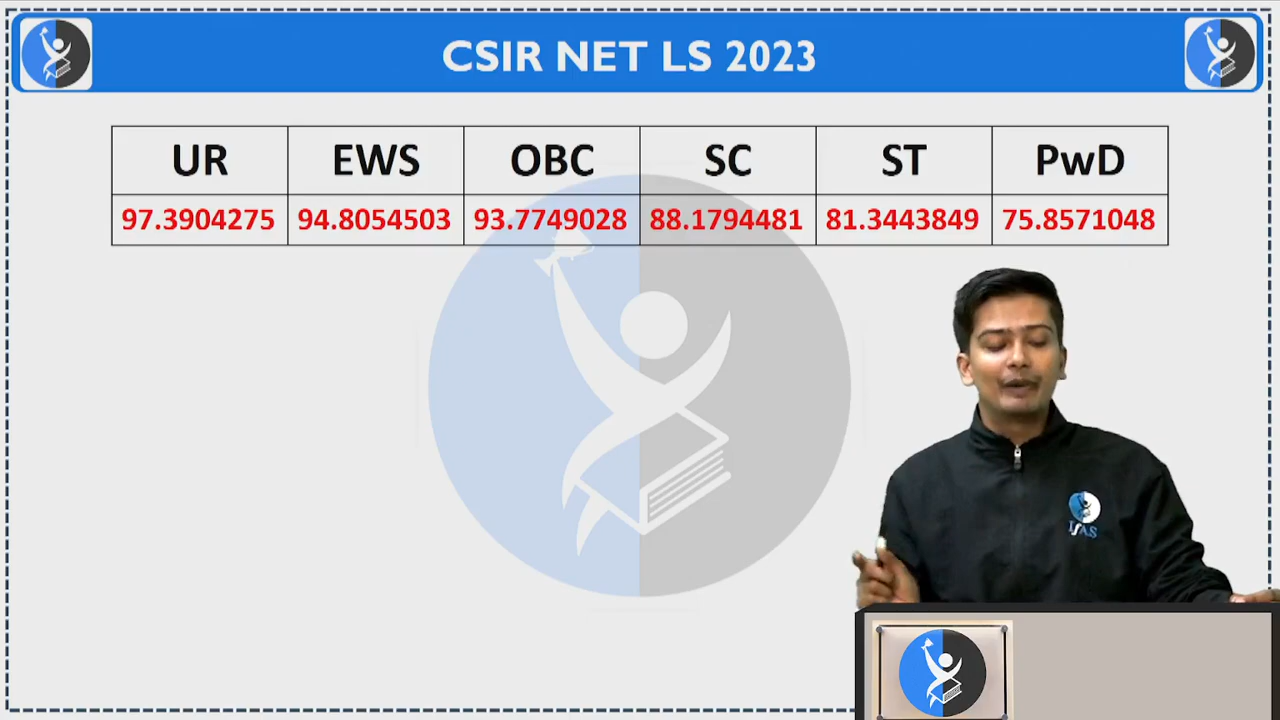 CSIR NET LS 2023
UR EWS OBC SC ST PwD
97.3904275 94.8054503 93.7749028 88.1794481 81.3443849 75.8571048
IFAS